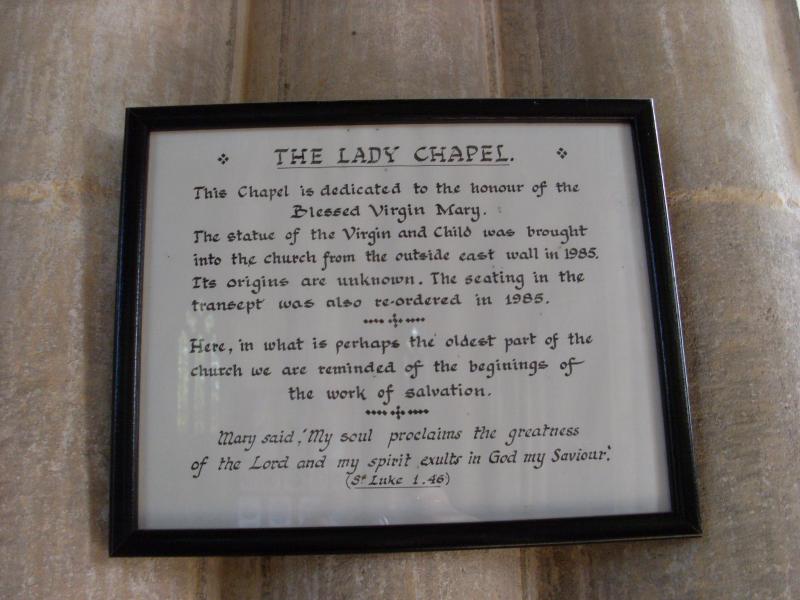 THE LADY CHAPEL.
This Chapel is dedicated to the honour of the
Blessed Virgin Mary.
The statue of the Virgin and Child was brought
into the church from the outside east wall in 1985.
Its origins are unknown. The seating in the
transept was also re-ordered in 1985.
Here, in what is perhaps the oldest part of the
church we are reminded of the beginings of
the work of salvation.
Mary said, 'My soul proclaims the greatness
of the Lord and my spirit exults in God my Saviour.'
(St Luke 1.46)